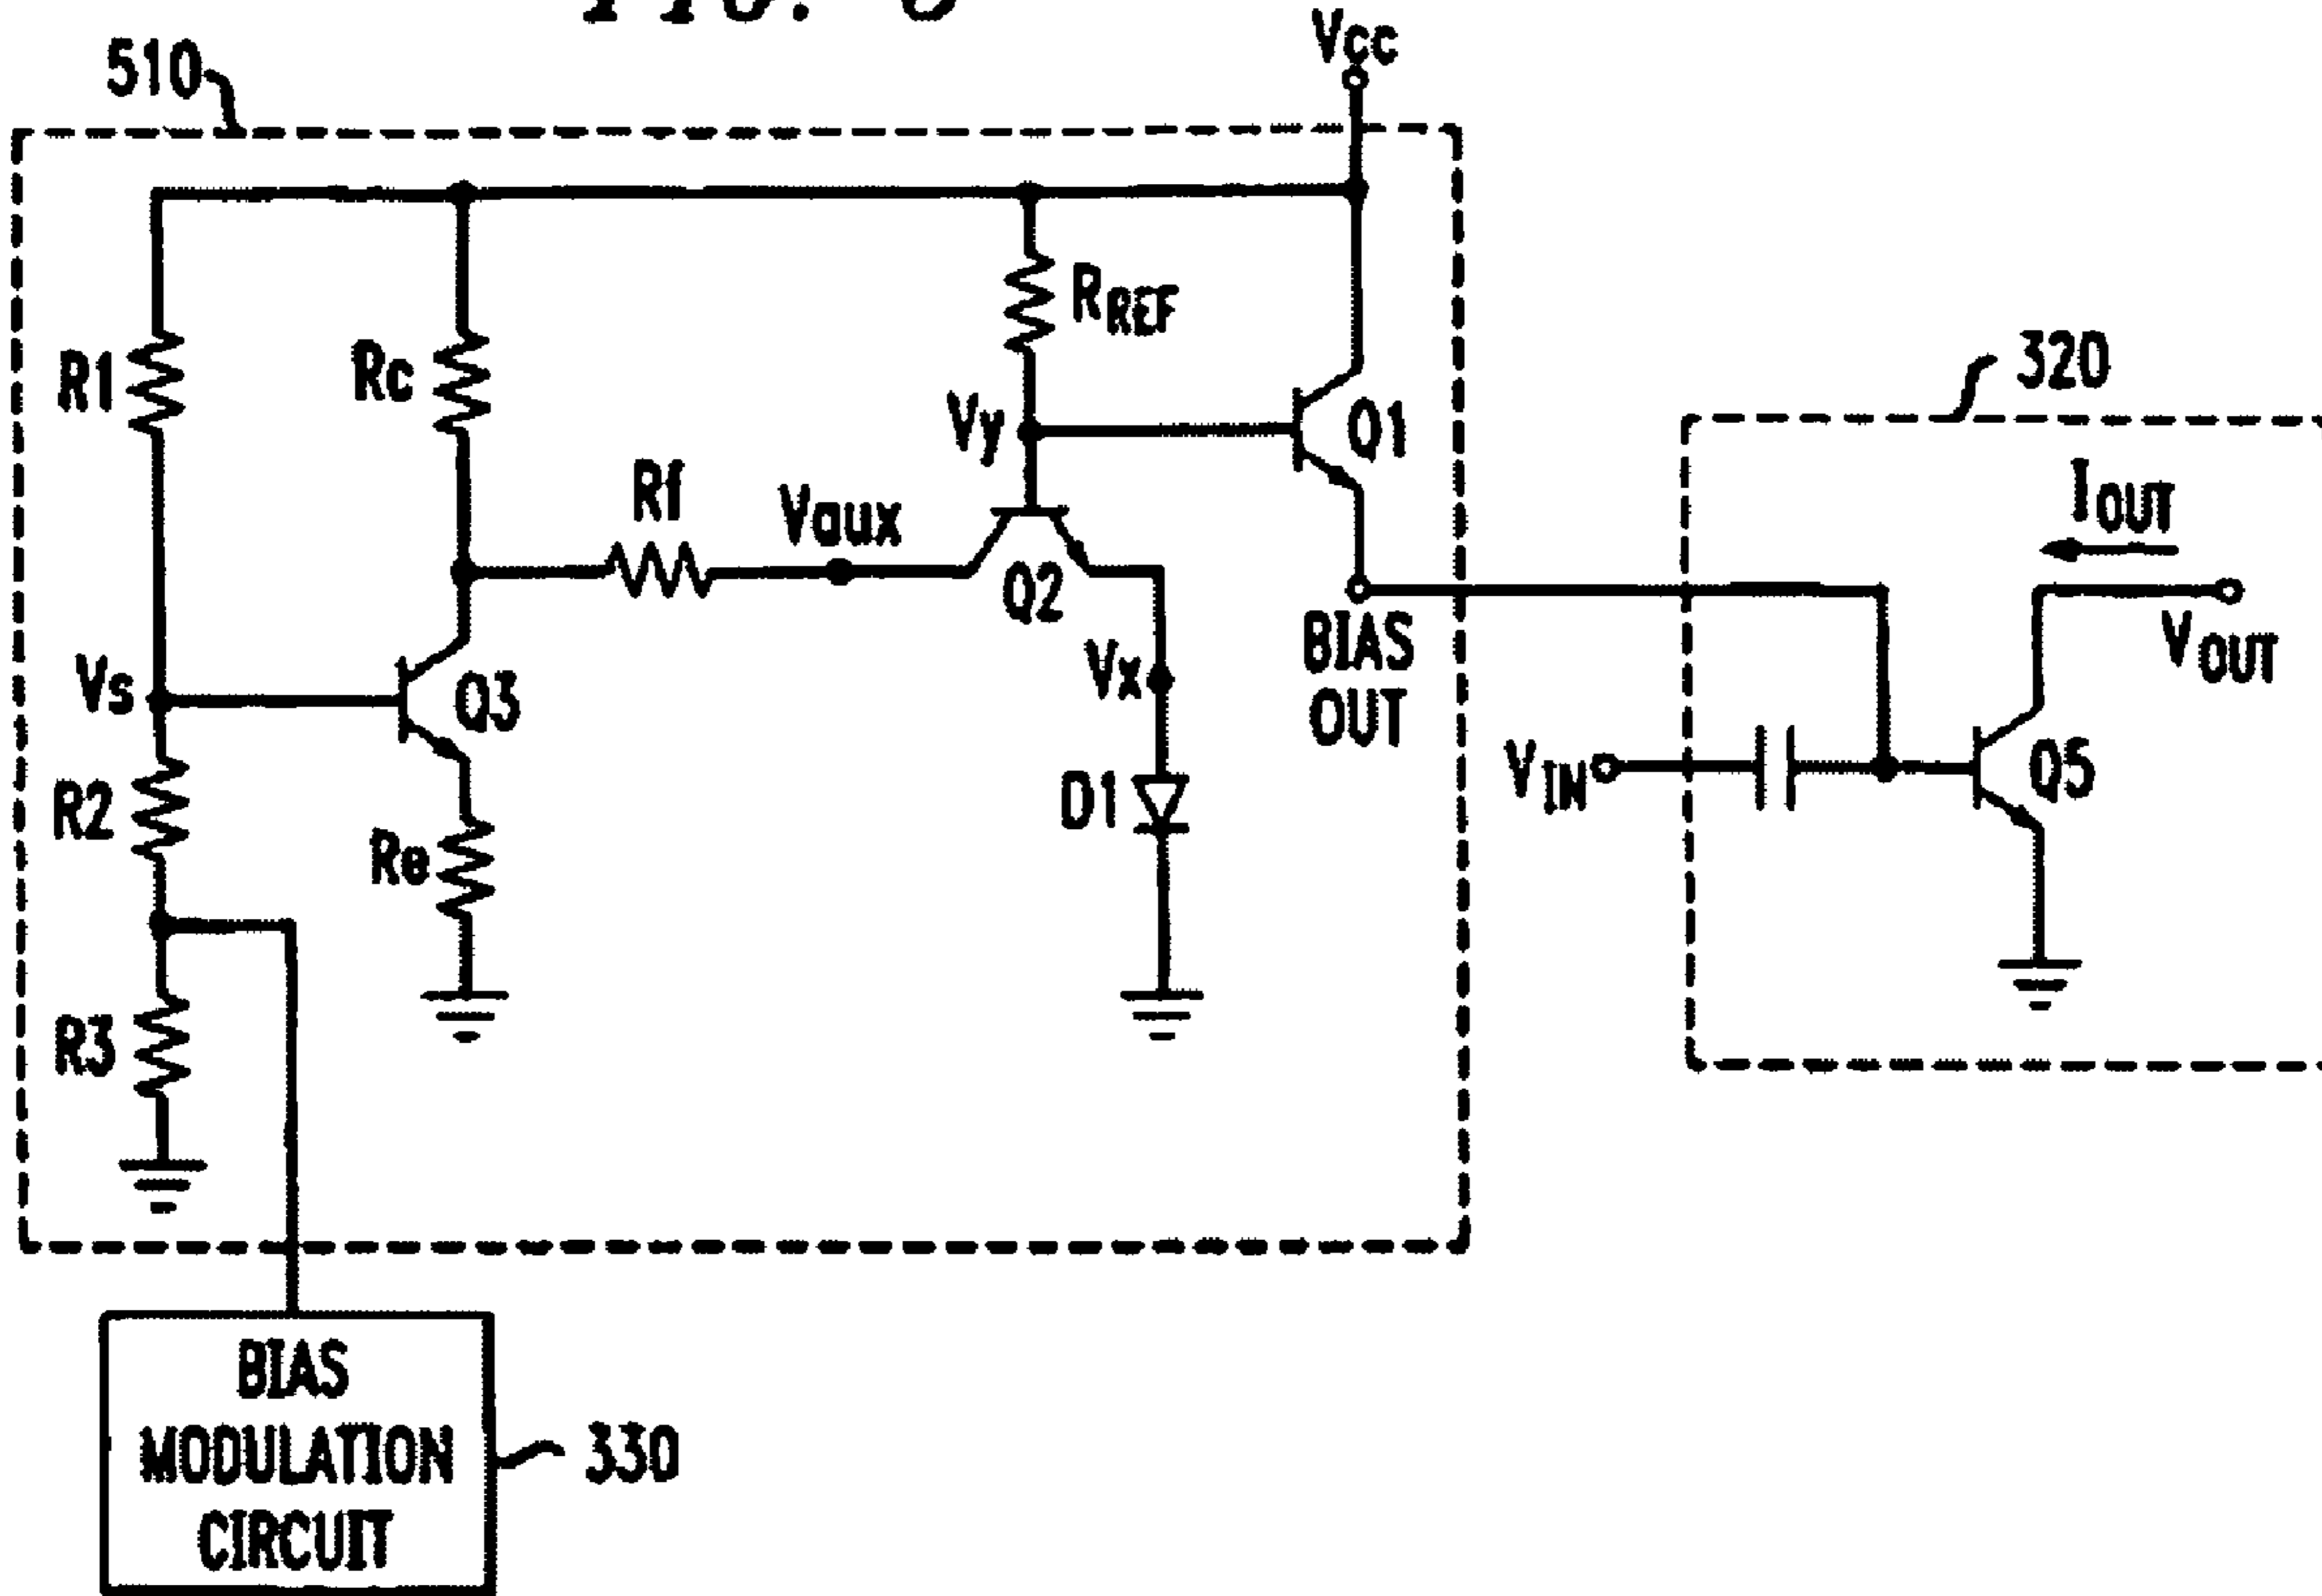 510
Vcc
R1
Rc
RREF
Vy
Q1
320
Rf
Vaux
IOUT
Q2
Vs
Q3
Vx
BIAS
OUT
VOUT
R2
Re
D1
VIN
Q5
R3
BIAS
MODULATION
CIRCUIT
330